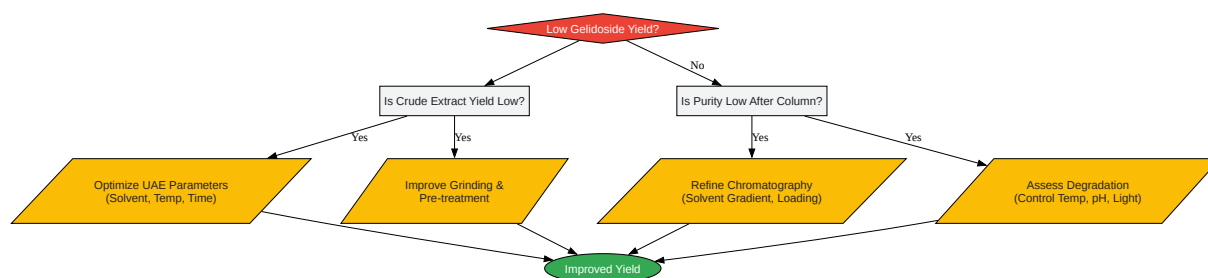 Low Gelidoside Yield?
No
Is Crude Extract Yield Low?
Is Purity Low After Column?
Yes
Yes
Yes
Yes
Optimize UAE Parameters
(Solvent, Temp, Time)
Improve Grinding &
Pre-treatment
Refine Chromatography
(Solvent Gradient, Loading)
Assess Degradation
(Control Temp, pH, Light)
Improved Yield